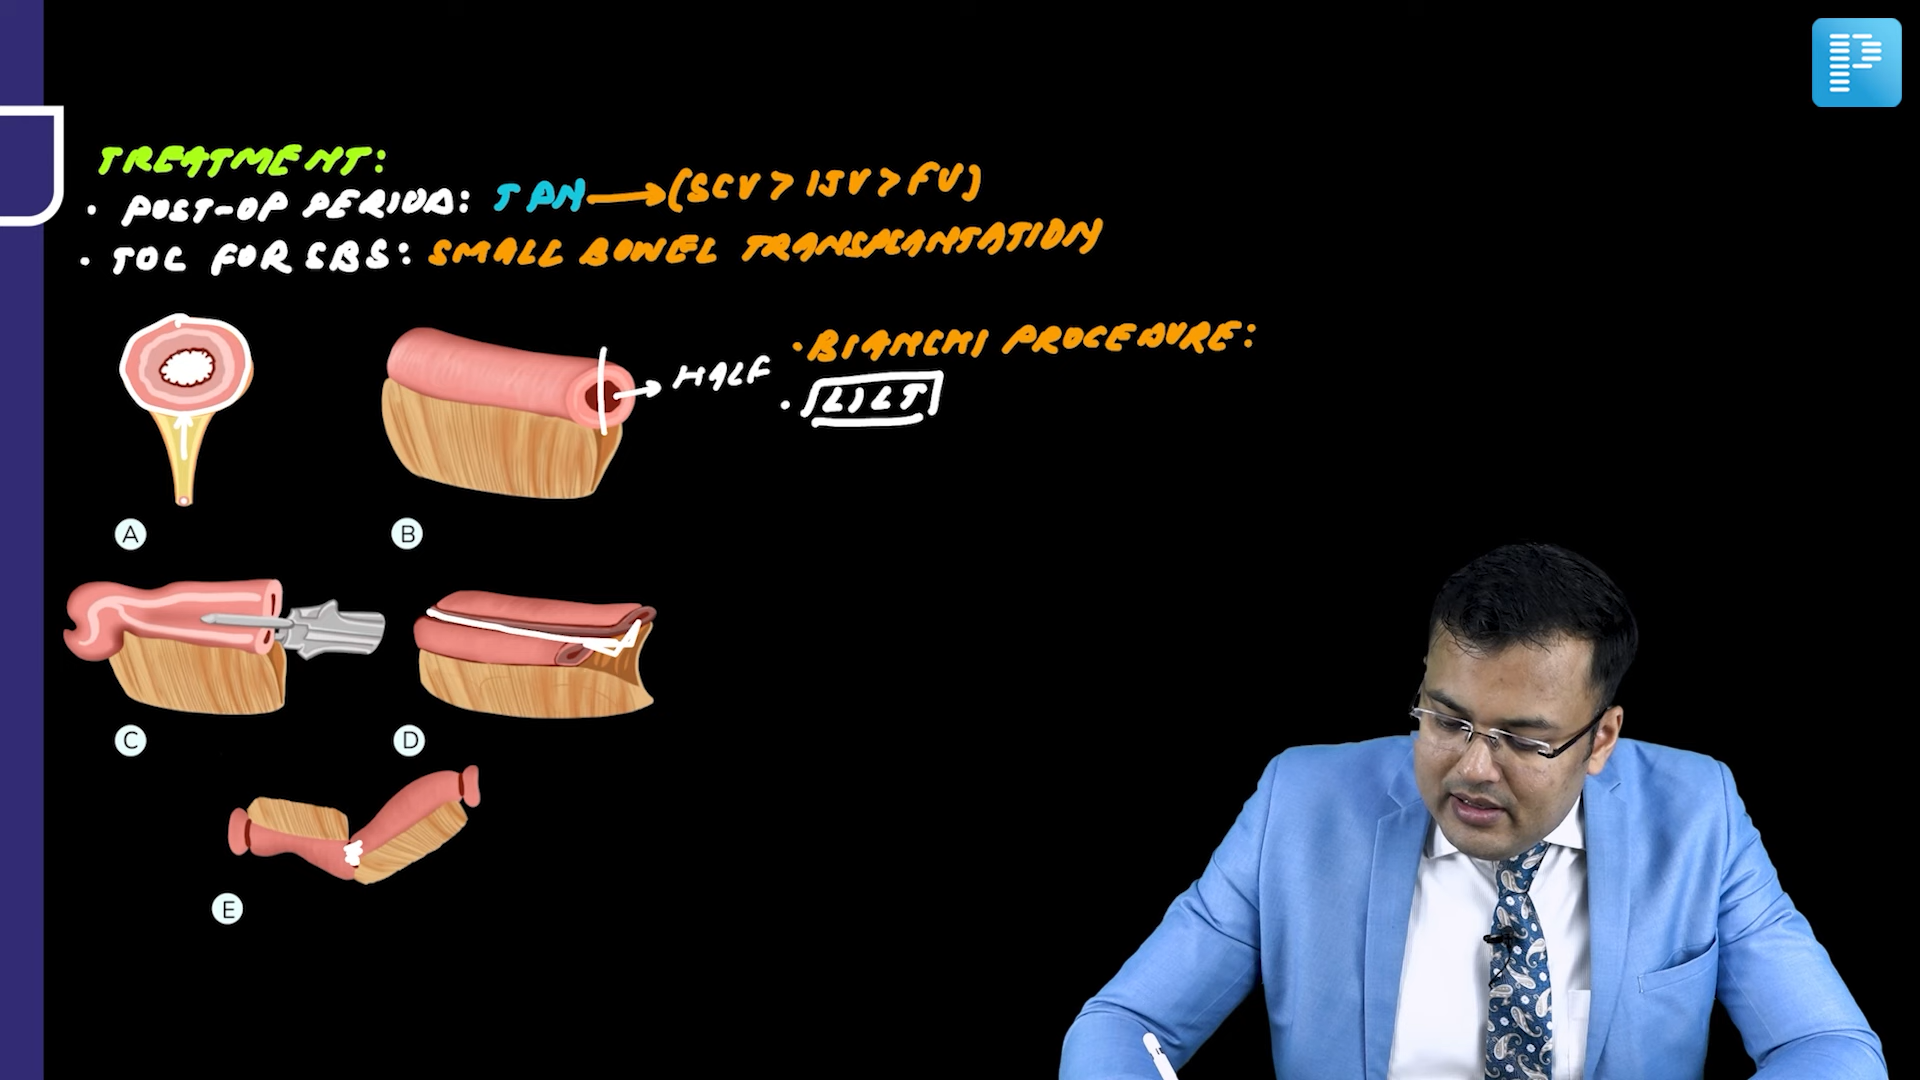 TREATMENT:
• POST-OP PERIOD: TPN → (SCV > IJV > FV)
• TOC FOR SBS: SMALL BOWEL TRANSPLANTATION
• BIANCHI PROCEDURE:
HALF
• LILT
A
B
C
D
E